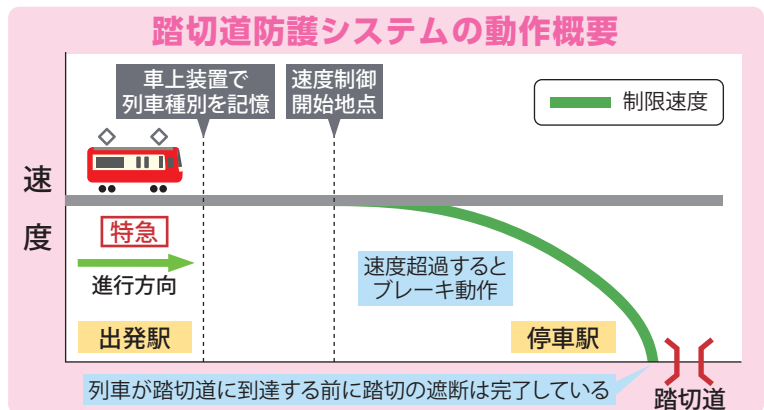 踏切道防護システムの動作概要
車上装置で
列車種別を記憶
速度制御
開始地点
制限速度
速度
特急
進行方向
速度超過すると
ブレーキ動作
出発駅
停車駅
列車が踏切道に到達する前に踏切の遮断は完了している
踏切道